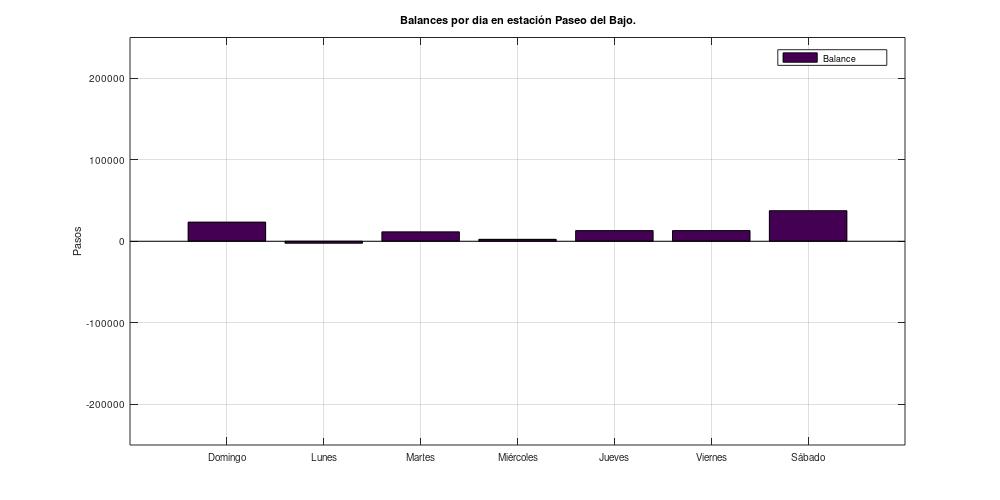 Balances por dia en estación Paseo del Bajo.
Balance
200000
100000
0
-100000
-200000
Pasos
Domingo
Lunes
Martes
Miércoles
Jueves
Viernes
Sábado